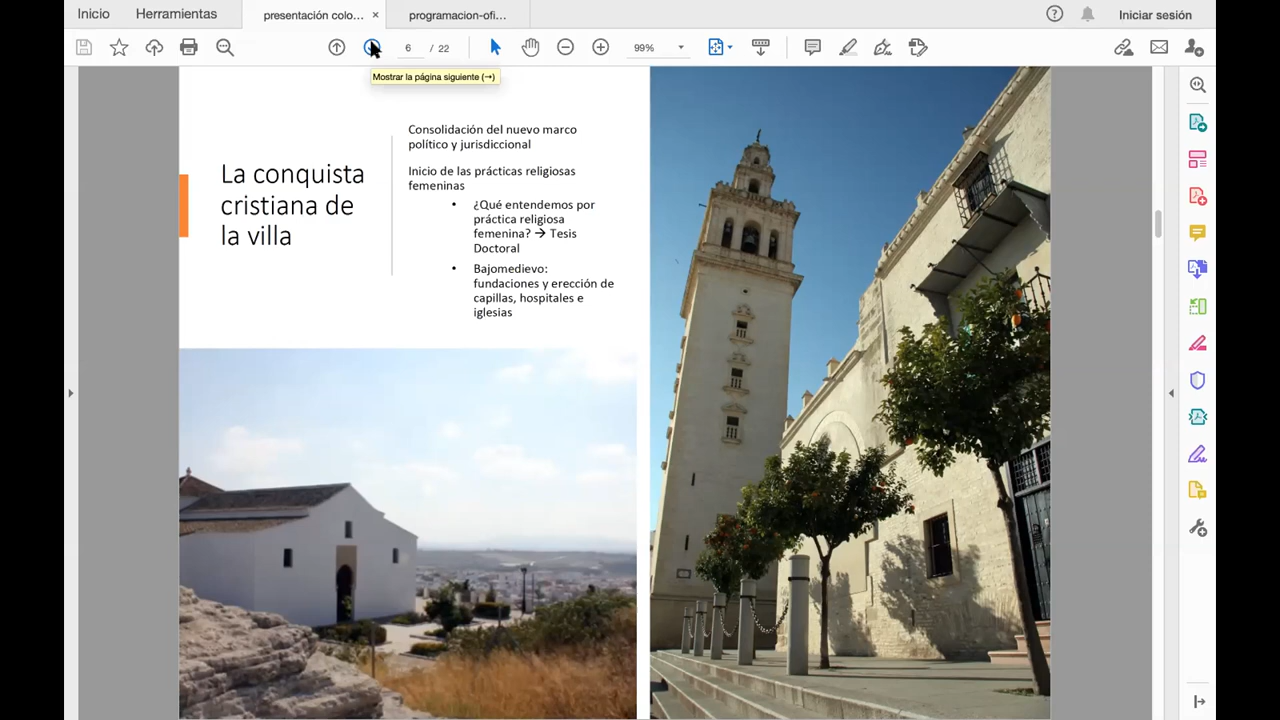 Inicio
Herramientas
presentación colo...
×
programacion-ofi...
Iniciar sesión
6 / 22
99%
Mostrar la página siguiente (→)
La conquista
cristiana de
la villa
Consolidación del nuevo marco
político y jurisdiccional
Inicio de las prácticas religiosas
femeninas
• ¿Qué entendemos por
práctica religiosa
femenina? → Tesis
Doctoral
• Bajomedievo:
fundaciones y erección de
capillas, hospitales e
iglesias